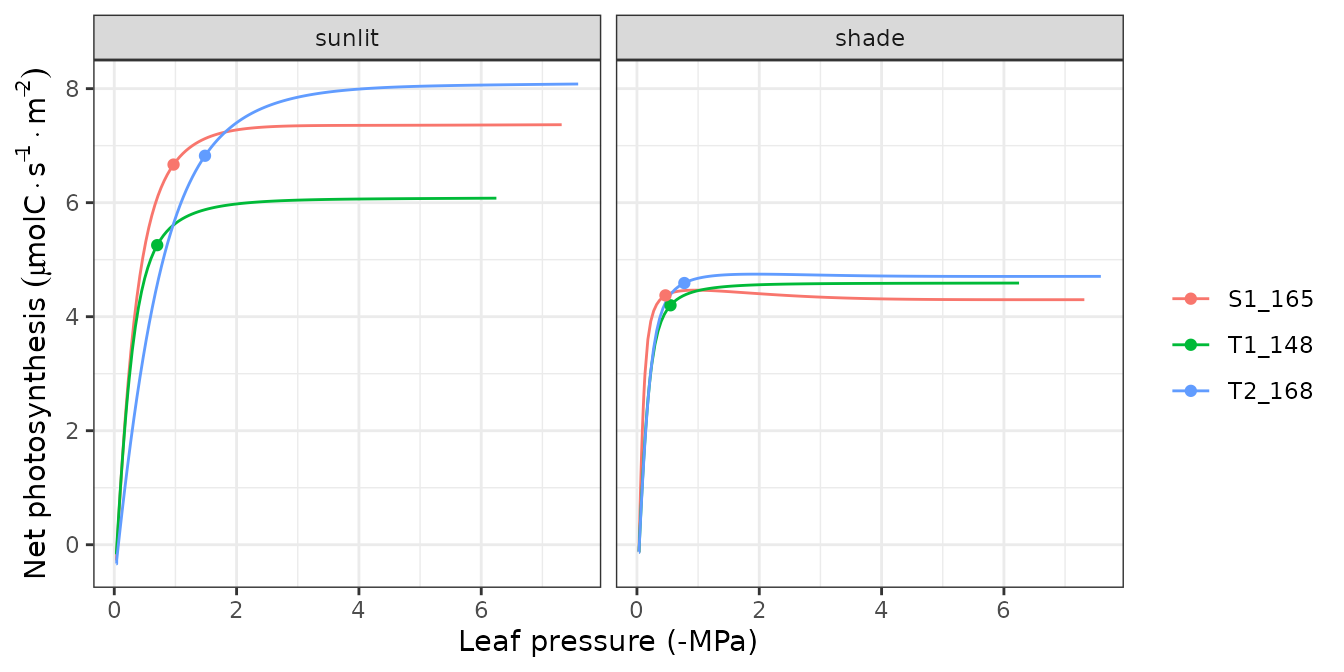 sunlit
shade
Net photosynthesis (μmolC · s⁻¹ · m⁻²)
8
6
4
2
0
0 2 4 6
0 2 4 6
Leaf pressure (-MPa)
S1_165
T1_148
T2_168